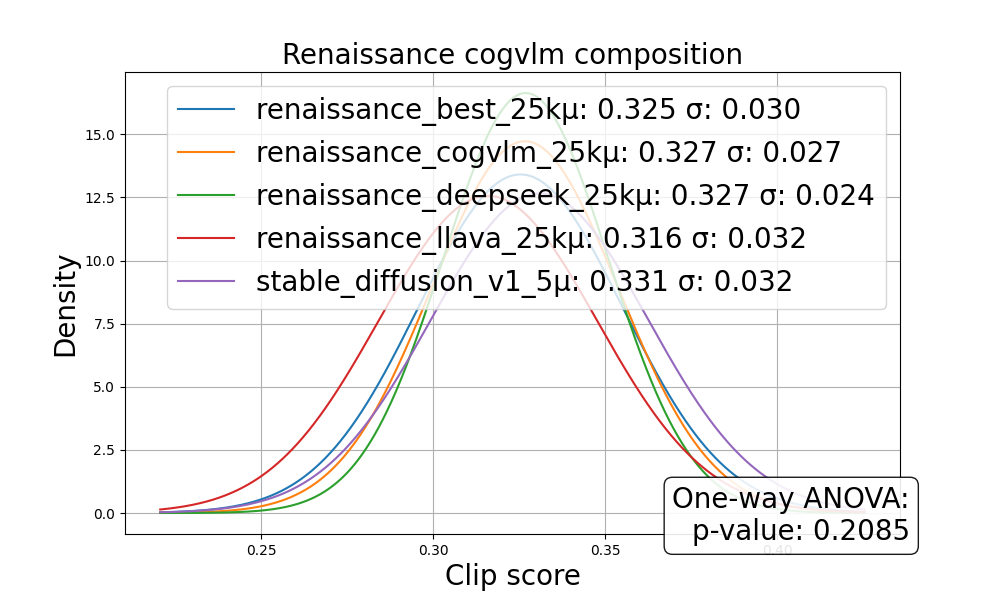 Renaissance cogvlm composition
renaissance_best_25kμ: 0.325 σ: 0.030
renaissance_cogvlm_25kμ: 0.327 σ: 0.027
renaissance_deepseek_25kμ: 0.327 σ: 0.024
renaissance_llava_25kμ: 0.316 σ: 0.032
stable_diffusion_v1_5μ: 0.331 σ: 0.032
Density
15.0
12.5
10.0
7.5
5.0
2.5
0.0
0.25
0.30
0.35
0.40
Clip score
One-way ANOVA:
p-value: 0.2085